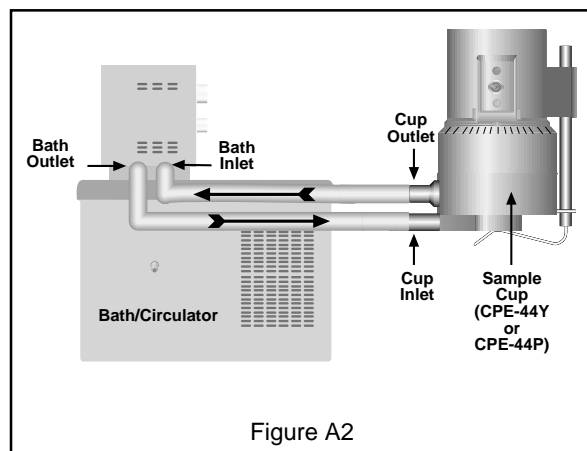 Bath
Outlet
Bath
Inlet
Cup
Outlet
Bath/Circulator
Cup
Inlet
Sample
Cup
(CPE-44Y
or
CPE-44P)
Figure A2